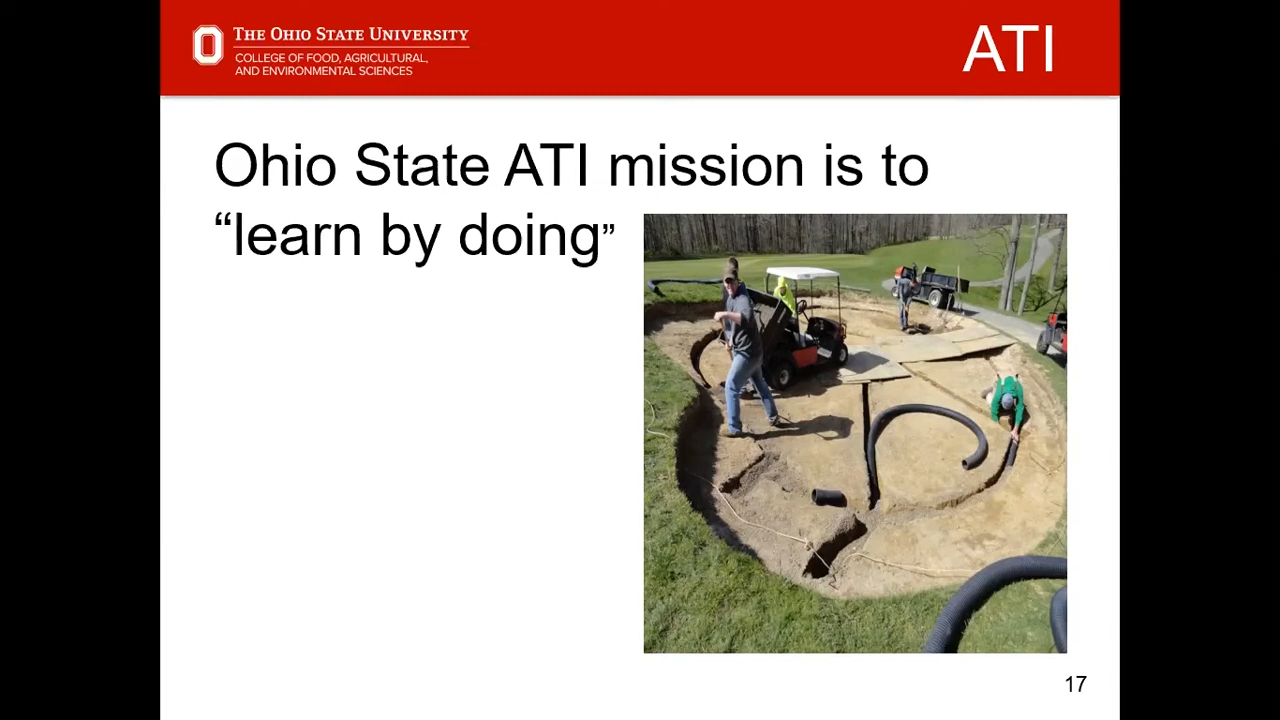 THE OHIO STATE UNIVERSITY
COLLEGE OF FOOD, AGRICULTURAL,
AND ENVIRONMENTAL SCIENCES
ATI
Ohio State ATI mission is to
“learn by doing”
17